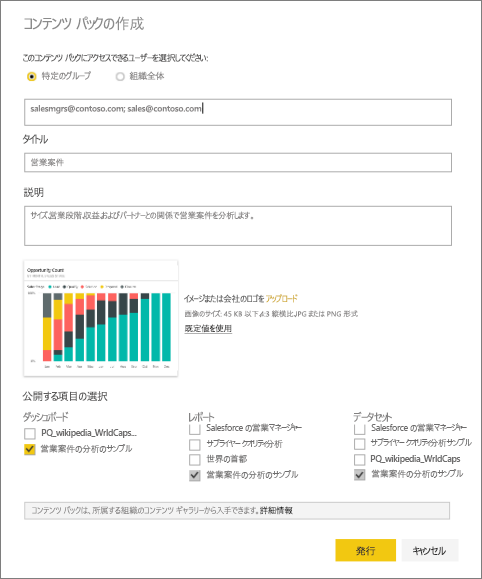 コンテンツ パックの作成
このコンテンツ パックにアクセスできるユーザーを選択してください:
特定のグループ 組織全体
salesmgrs@contoso.com; sales@contoso.com
タイトル
営業案件
説明
サイズ、営業段階、収益、およびパートナーとの関係で営業案件を分析します。
Opportunity Count
100%
0%
イメージまたは会社のロゴを アップロード
画像のサイズ: 45 KB 以下、4:3 縦横比、JPG または PNG 形式
既定値を使用
公開する項目の選択
ダッシュボード レポート データセット
Salesforce の営業マネージャー Salesforce の営業マネージャー
PQ_wikipedia_WrldCaps... サプライヤー クオリティ分析 サプライヤー クオリティ分析サンプル
営業案件の分析のサンプル 世界の首都 PQ_wikipedia_WrldCaps
営業案件の分析のサンプル 営業案件の分析のサンプル
コンテンツ パックは、所属する組織のコンテンツ ギャラリーから入手できます。詳細情報
発行 キャンセル